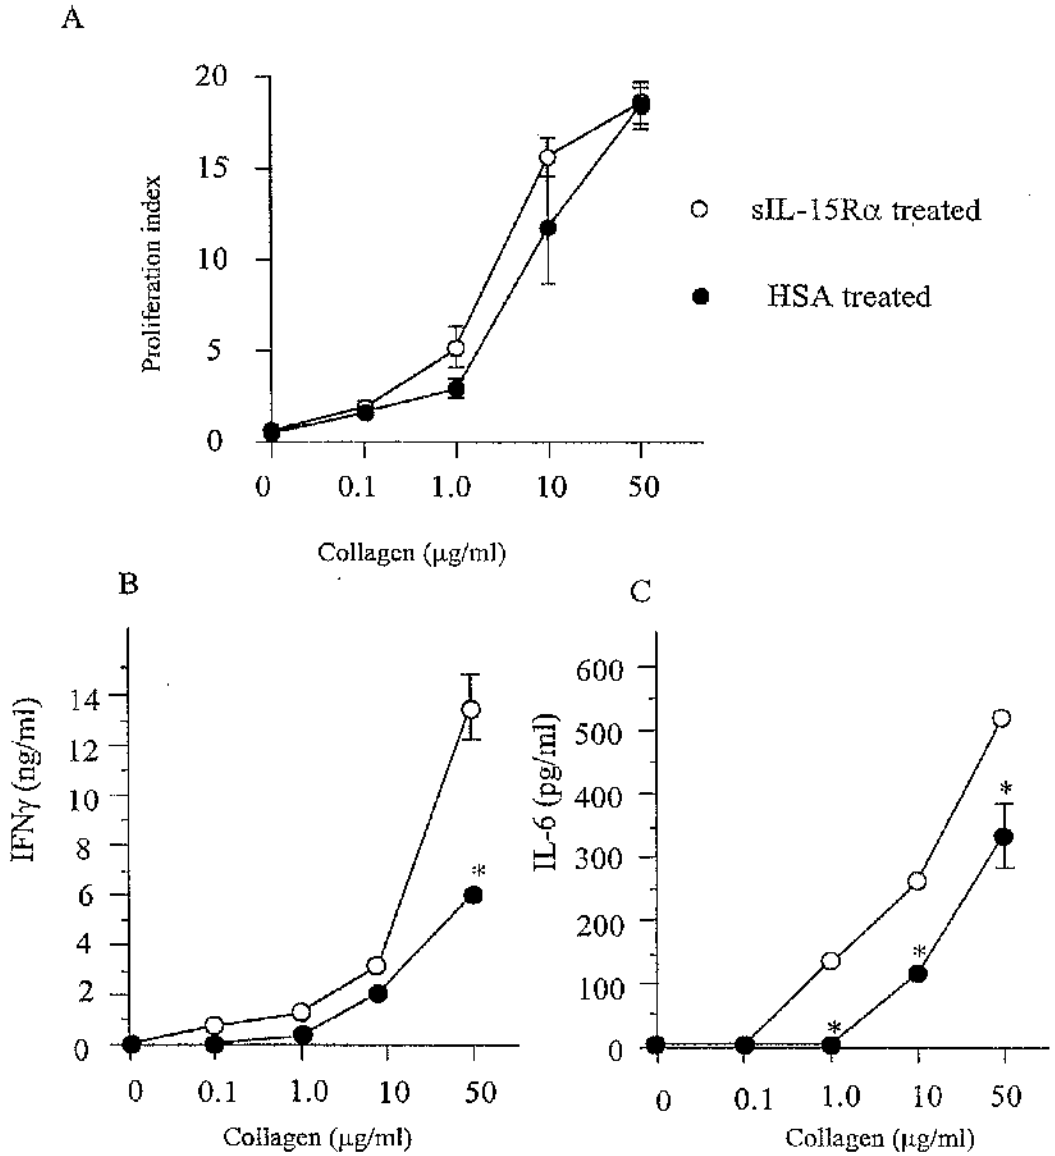 A
20
15
10
5
0
Proliferation index
0 0.1 1.0 10 50
Collagen (μg/ml)
sIL-15Rα treated
HSA treated
B
14
12
10
8
6
4
2
0
IFNγ (ng/ml)
*
0 0.1 1.0 10 50
Collagen (μg/ml)
C
600
500
400
300
200
100
0
IL-6 (pg/ml)
*
*
*
0 0.1 1.0 10 50
Collagen (μg/ml)